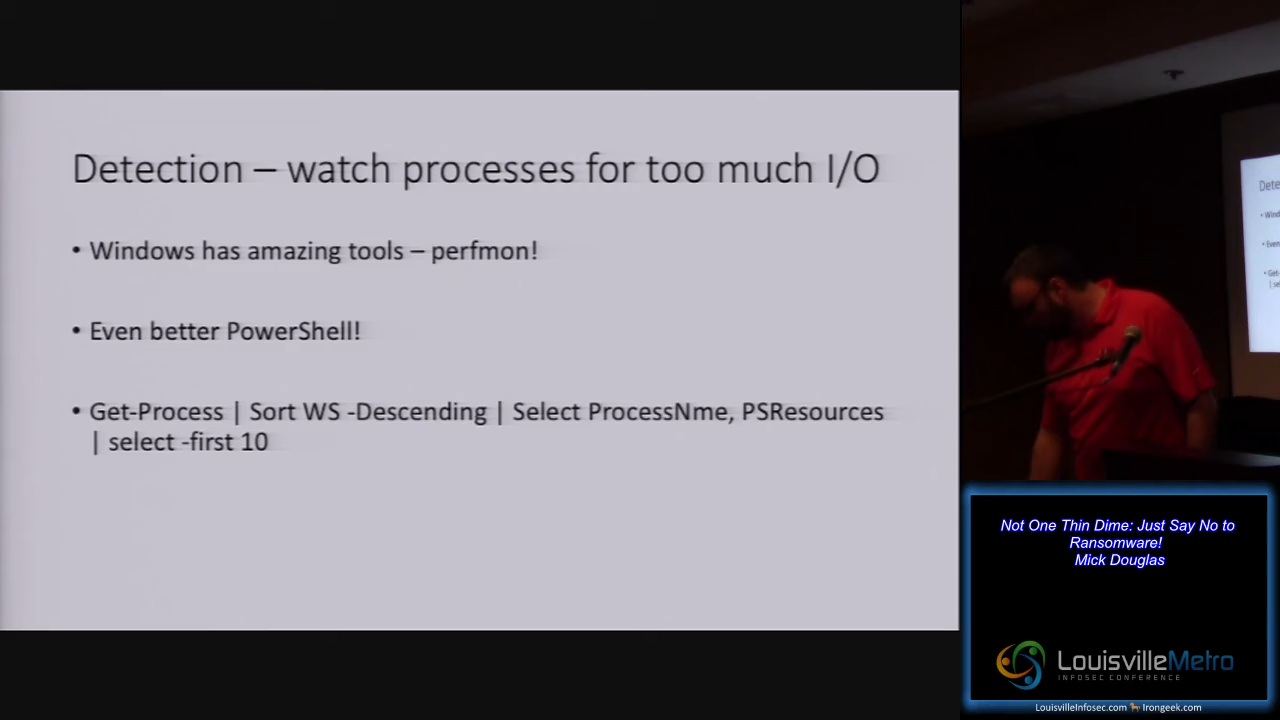 Detection – watch processes for too much I/O
• Windows has amazing tools – perfmon!
• Even better PowerShell!
• Get-Process | Sort WS -Descending | Select ProcessNme, PSResources
| select -first 10
Not One Thin Dime: Just Say No to
Ransomware!
Mick Douglas
LouisvilleMetro
INFOSEC CONFERENCE
LouisvilleInfosec.com Irongeek.com